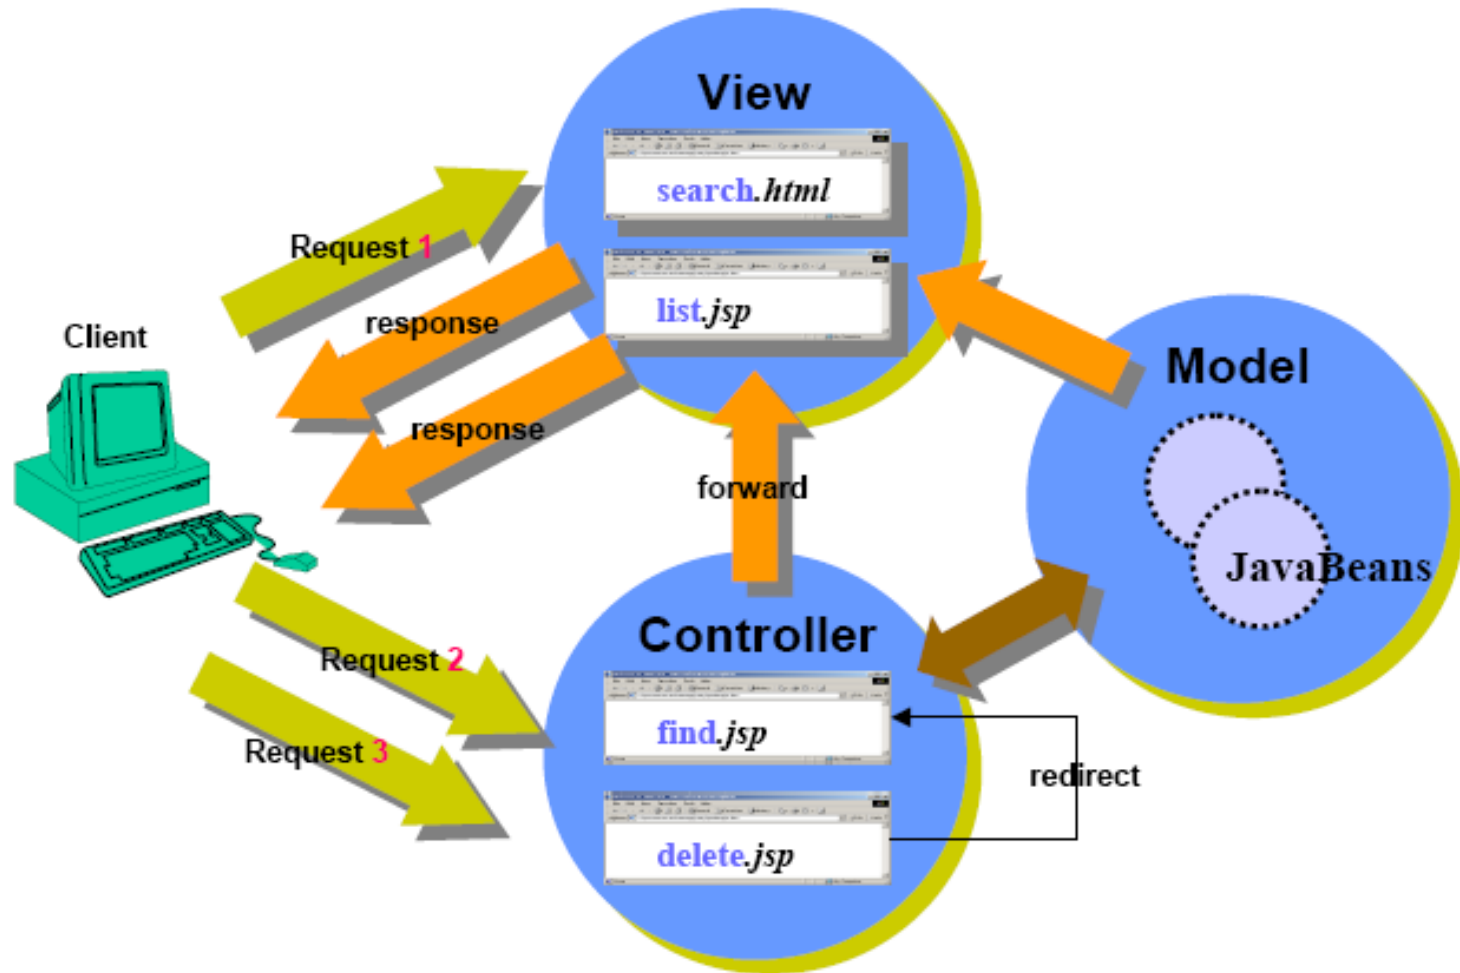 View
search.html
Request 1
response
list.jsp
Client
Model
response
forward
JavaBeans
Controller
Request 2
find.jsp
Request 3
redirect
delete.jsp